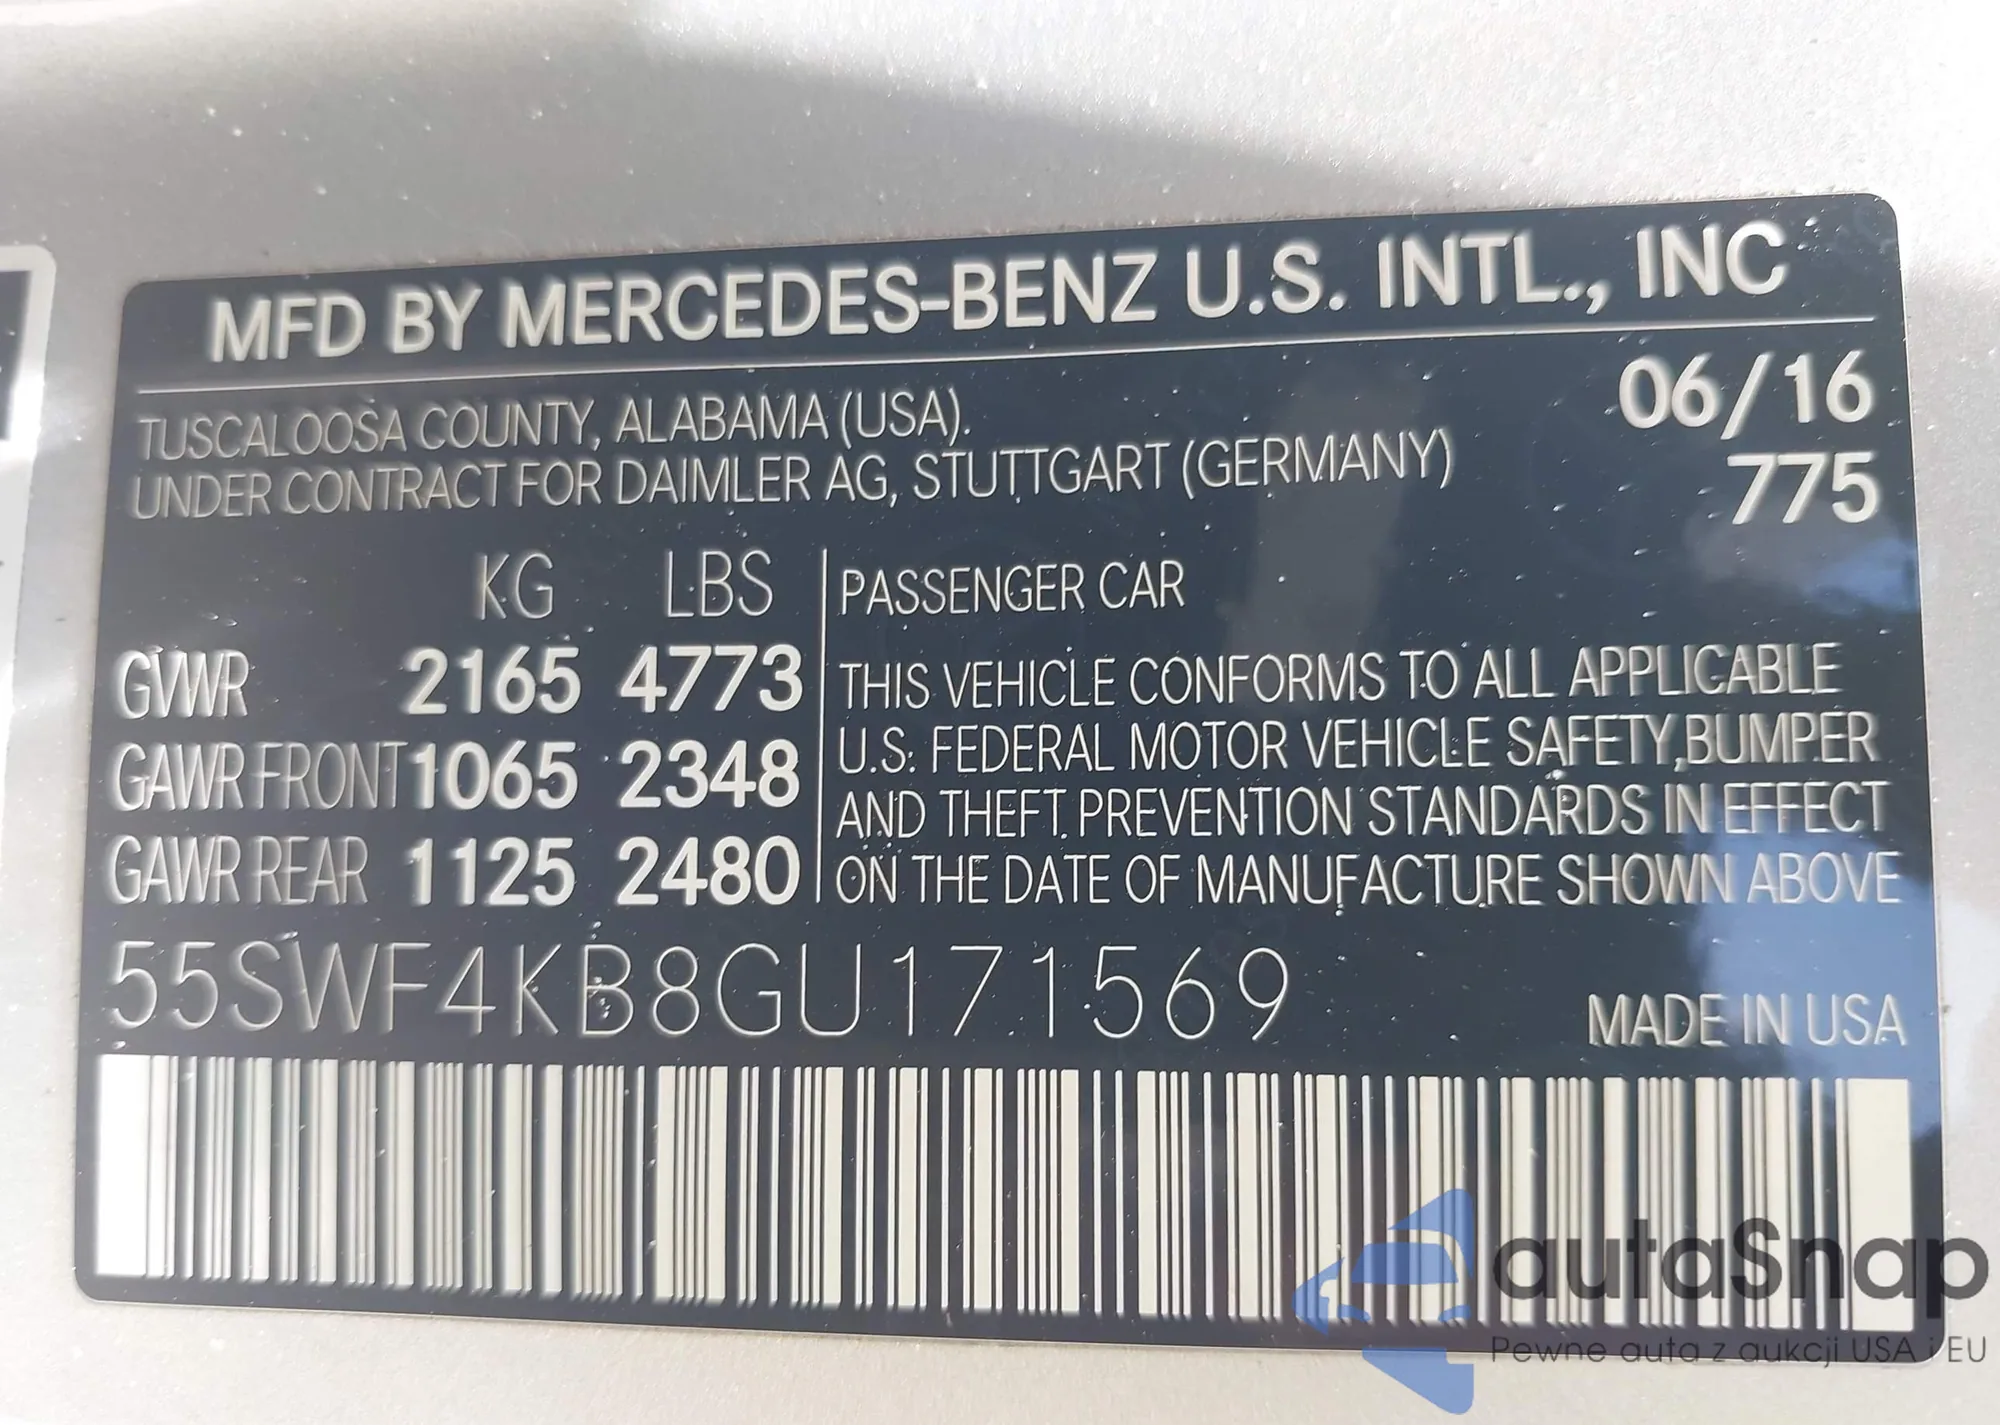 MFD BY MERCEDES-BENZ U.S. INTL., INC
TUSCALOOSA COUNTY, ALABAMA (USA).
UNDER CONTRACT FOR DAIMLER AG, STUTTGART (GERMANY)
06/16
775
KG LBS
GVWR 2165 4773
GAWR FRONT 1065 2348
GAWR REAR 1125 2480
PASSENGER CAR
THIS VEHICLE CONFORMS TO ALL APPLICABLE
U.S. FEDERAL MOTOR VEHICLE SAFETY,BUMPER
AND THEFT PREVENTION STANDARDS IN EFFECT
ON THE DATE OF MANUFACTURE SHOWN ABOVE
55SWF4KB8GU171569
MADE IN USA
autaSnap
Pewne auta z aukcji USA i EU